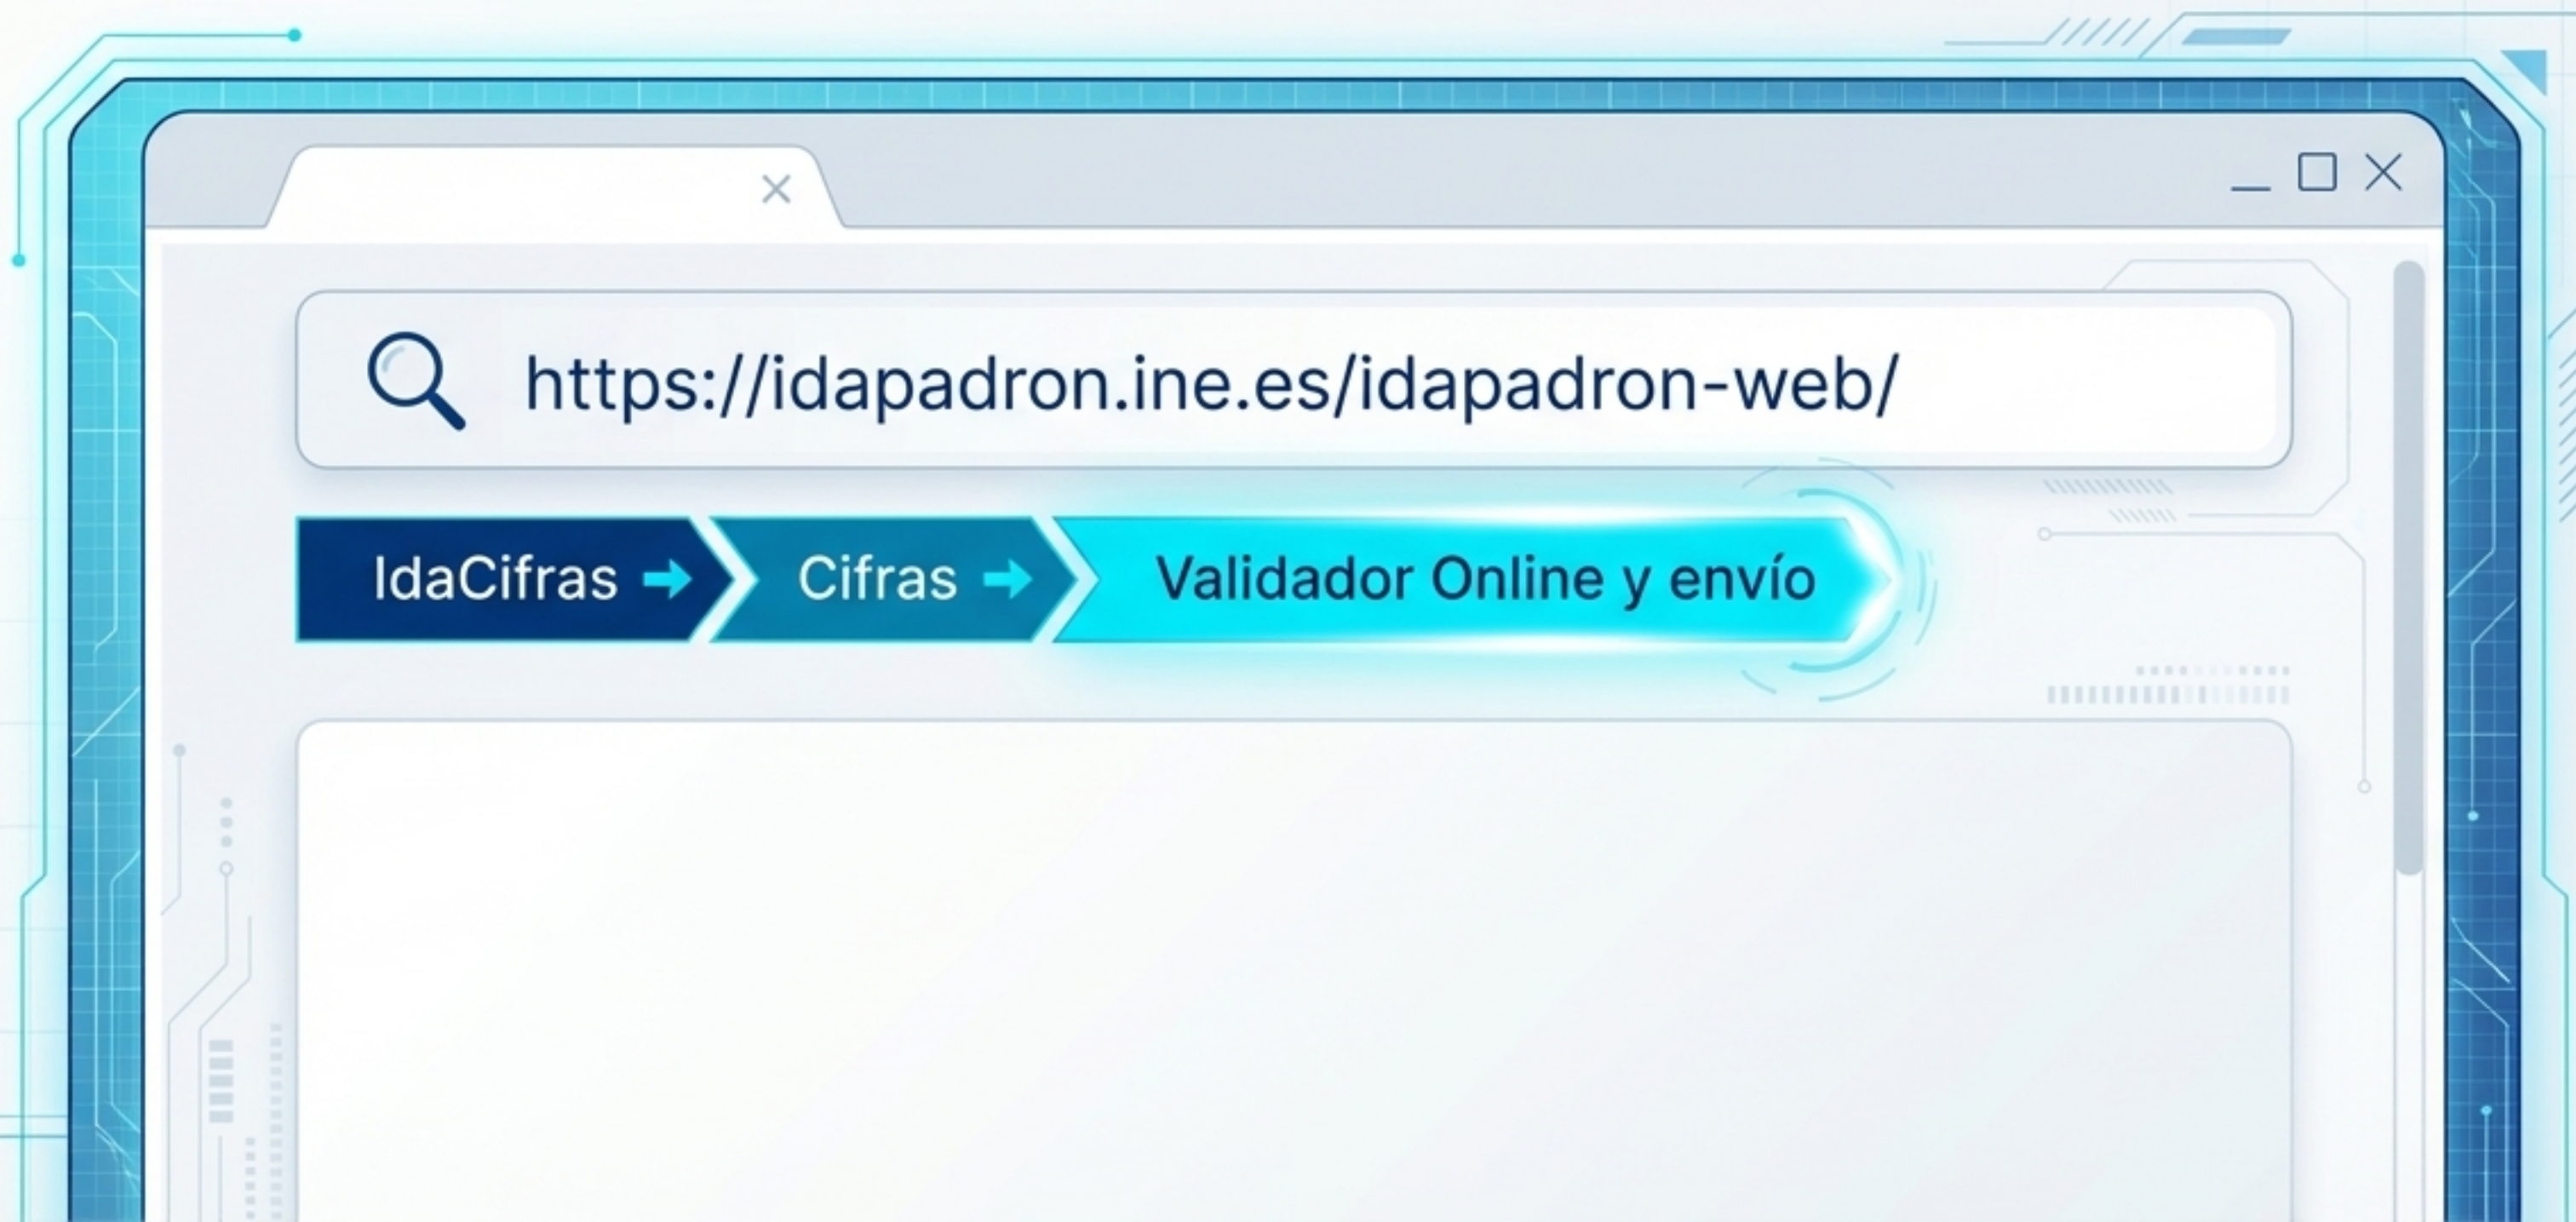 https://idapadron.ine.es/idapadron-web/
IdaCifras → Cifras → Validador Online y envío